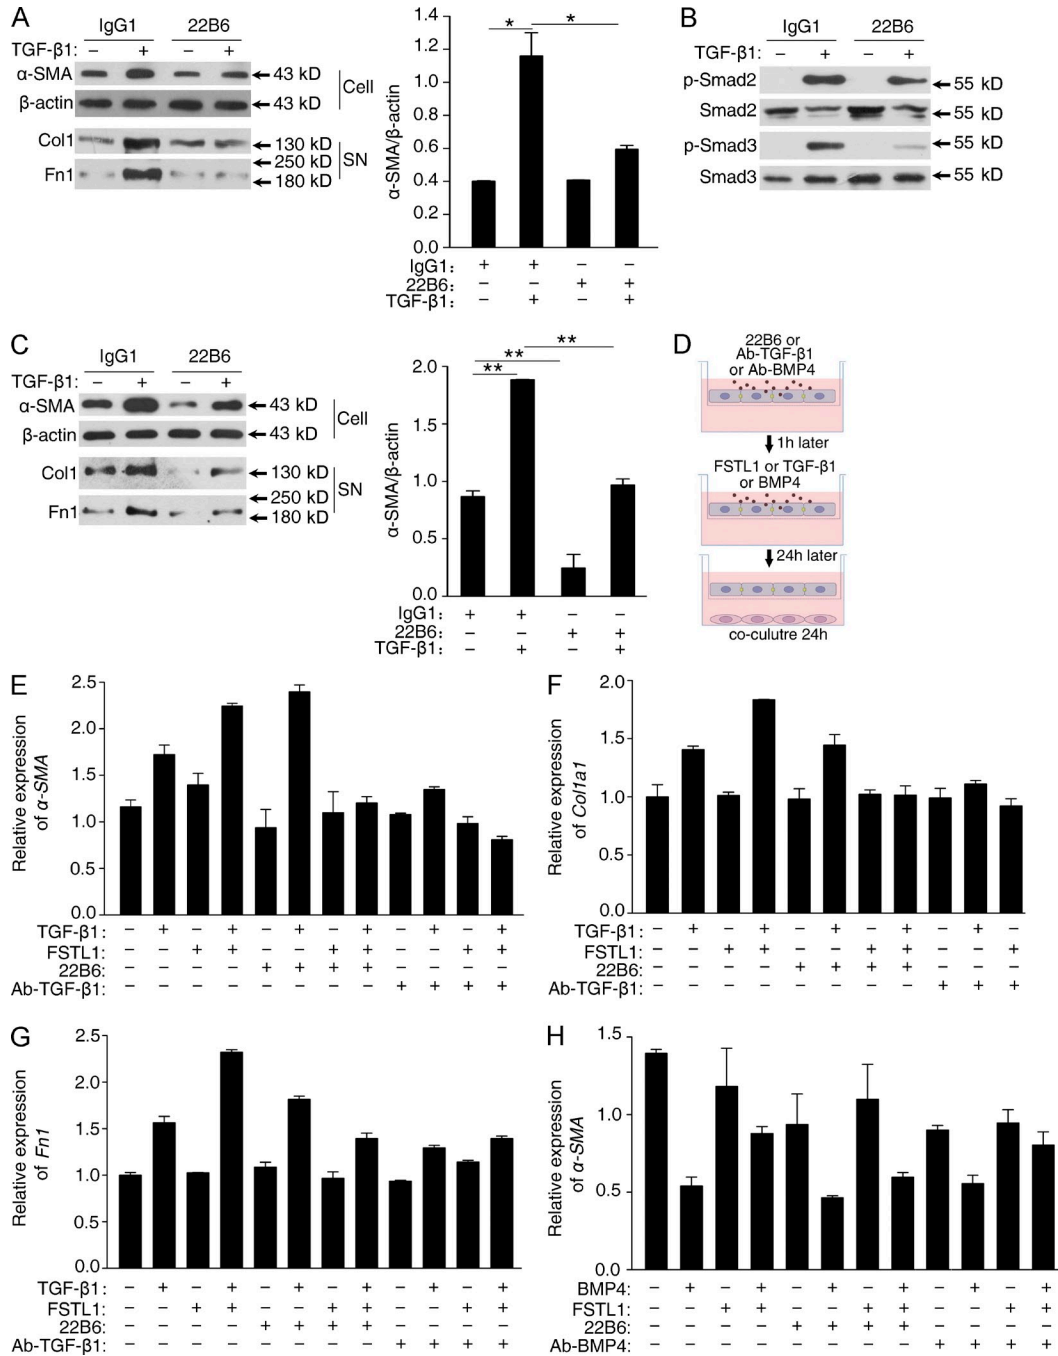 A
IgG1 22B6
TGF-β1: − + − +
α-SMA 43 kD
β-actin 43 kD
Cell
Col1 130 kD
250 kD
Fn1 180 kD
SN
α-SMA/β-actin
1.4
1.2
1.0
0.8
0.6
0.4
0.2
0.0
* *
IgG1: + + − −
22B6: − − + +
TGF-β1: − + − +
B
IgG1 22B6
TGF-β1: − + − +
p-Smad2 55 kD
Smad2 55 kD
p-Smad3 55 kD
Smad3 55 kD
C
IgG1 22B6
TGF-β1: − + − +
α-SMA 43 kD
β-actin 43 kD
Cell
Col1 130 kD
250 kD
Fn1 180 kD
SN
α-SMA/β-actin
2.0
1.5
1.0
0.5
0.0
**
**
**
IgG1: + + − −
22B6: − − + +
TGF-β1: − + − +
D
22B6 or
Ab-TGF-β1
or Ab-BMP4
1h later
FSTL1 or TGF-β1
or BMP4
24h later
co-culutre 24h
E
Relative expression
of α-SMA
2.5
2.0
1.5
1.0
0.5
0.0
TGF-β1: − + − + − + − + − + − +
FSTL1: − − + + − − + + − − + +
22B6: − − − − + + + + − − − −
Ab-TGF-β1: − − − − − − − − + + + +
F
Relative expression
of Col1a1
2.0
1.5
1.0
0.5
0.0
TGF-β1: − + − + − + − + − + −
FSTL1: − − + + − − + + − − +
22B6: − − − − + + + + − − −
Ab-TGF-β1: − − − − − − − − + + +
G
Relative expression
of Fn1
2.5
2.0
1.5
1.0
0.5
0.0
TGF-β1: − + − + − + − + − + − +
FSTL1: − − + + − − + + − − + +
22B6: − − − − + + + + − − − −
Ab-TGF-β1: − − − − − − − − + + + +
H
Relative expression
of α-SMA
1.5
1.0
0.5
0.0
BMP4: − + − + − + − + − + − +
FSTL1: − − + + − − + + − − + +
22B6: − − − − + + + + − − − −
Ab-BMP4: − − − − − − − − + + + +